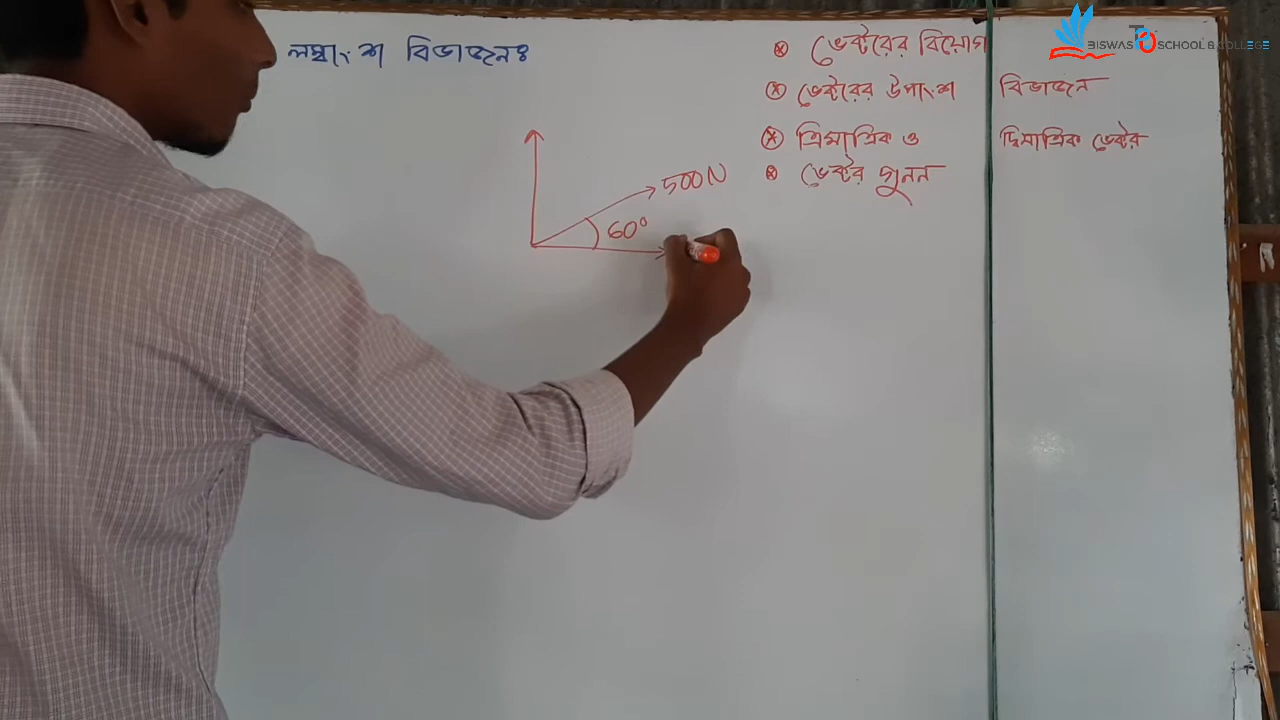 লম্বাংশ বিভাজনঃ
ভেক্টরের বিয়োগ
ভেক্টরের উপাংশ বিভাজন
ত্রিমাত্রিক ও দ্বিমাত্রিক ভেক্টর
ভেক্টর গুনন
500N
60°
BISWAS SCHOOL & COLLEGE